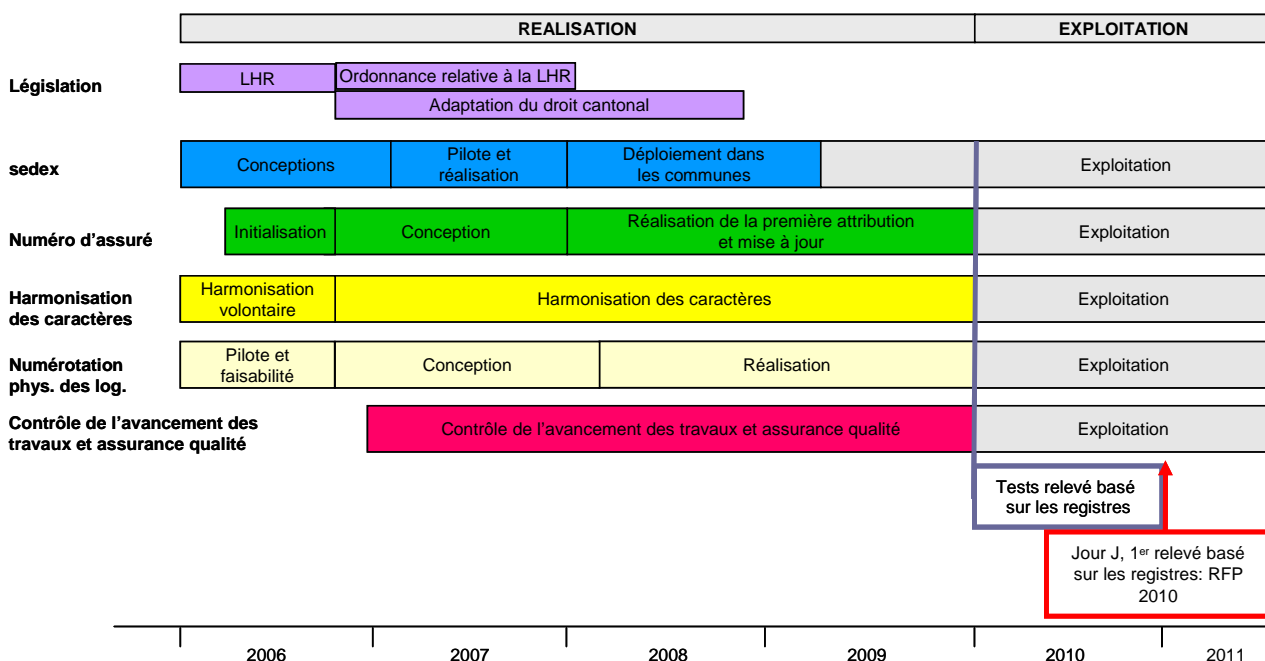 REALISATION
EXPLOITATION
Législation
LHR
Ordonnance relative à la LHR
Adaptation du droit cantonal
sedex
Conceptions
Pilote et
réalisation
Déploiement dans
les communes
Exploitation
Numéro d'assuré
Initialisation
Conception
Réalisation de la première attribution
et mise à jour
Exploitation
Harmonisation
des caractères
Harmonisation
volontaire
Harmonisation des caractères
Exploitation
Numérotation
phys. des log.
Pilote et
faisabilité
Conception
Réalisation
Exploitation
Contrôle de l'avancement des
travaux et assurance qualité
Contrôle de l'avancement des travaux et assurance qualité
Exploitation
Tests relevé basé
sur les registres
Jour J, 1er relevé basé
sur les registres: RFP
2010
2006
2007
2008
2009
2010
2011